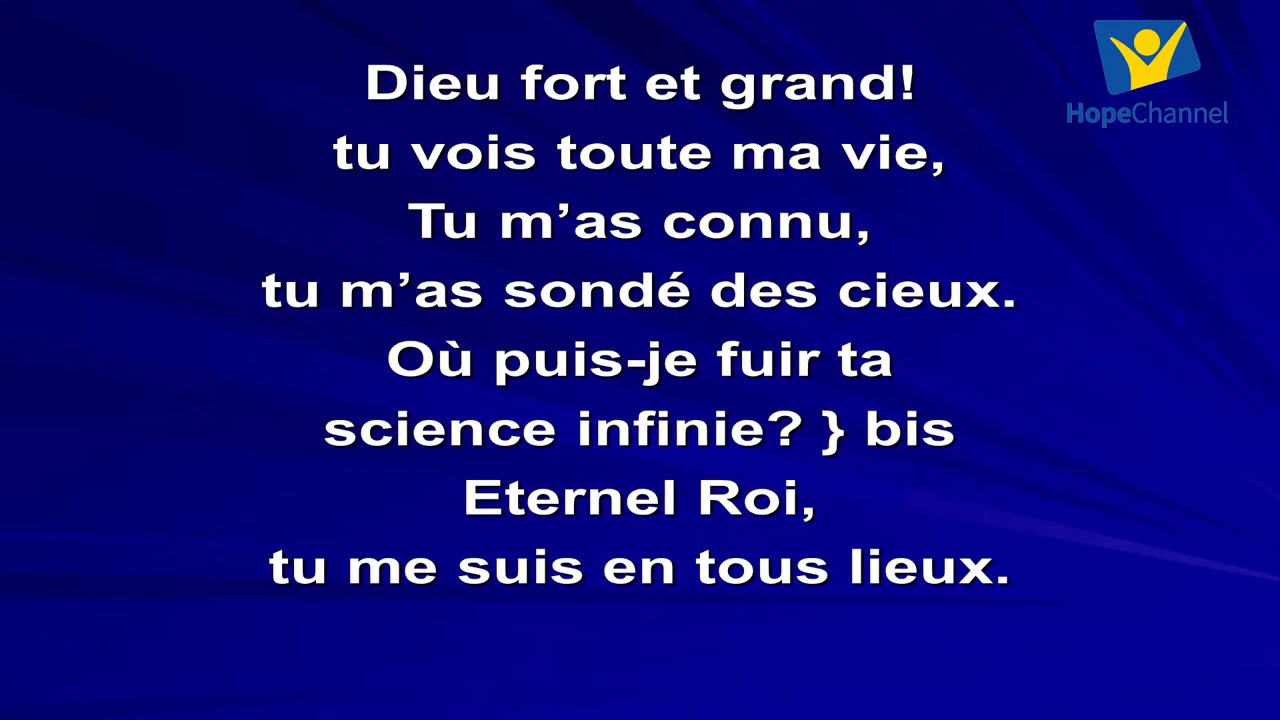 HopeChannel
Dieu fort et grand!
tu vois toute ma vie,
Tu m’as connu,
tu m’as sondé des cieux.
Où puis-je fuir ta
science infinie? } bis
Eternel Roi,
tu me suis en tous lieux.